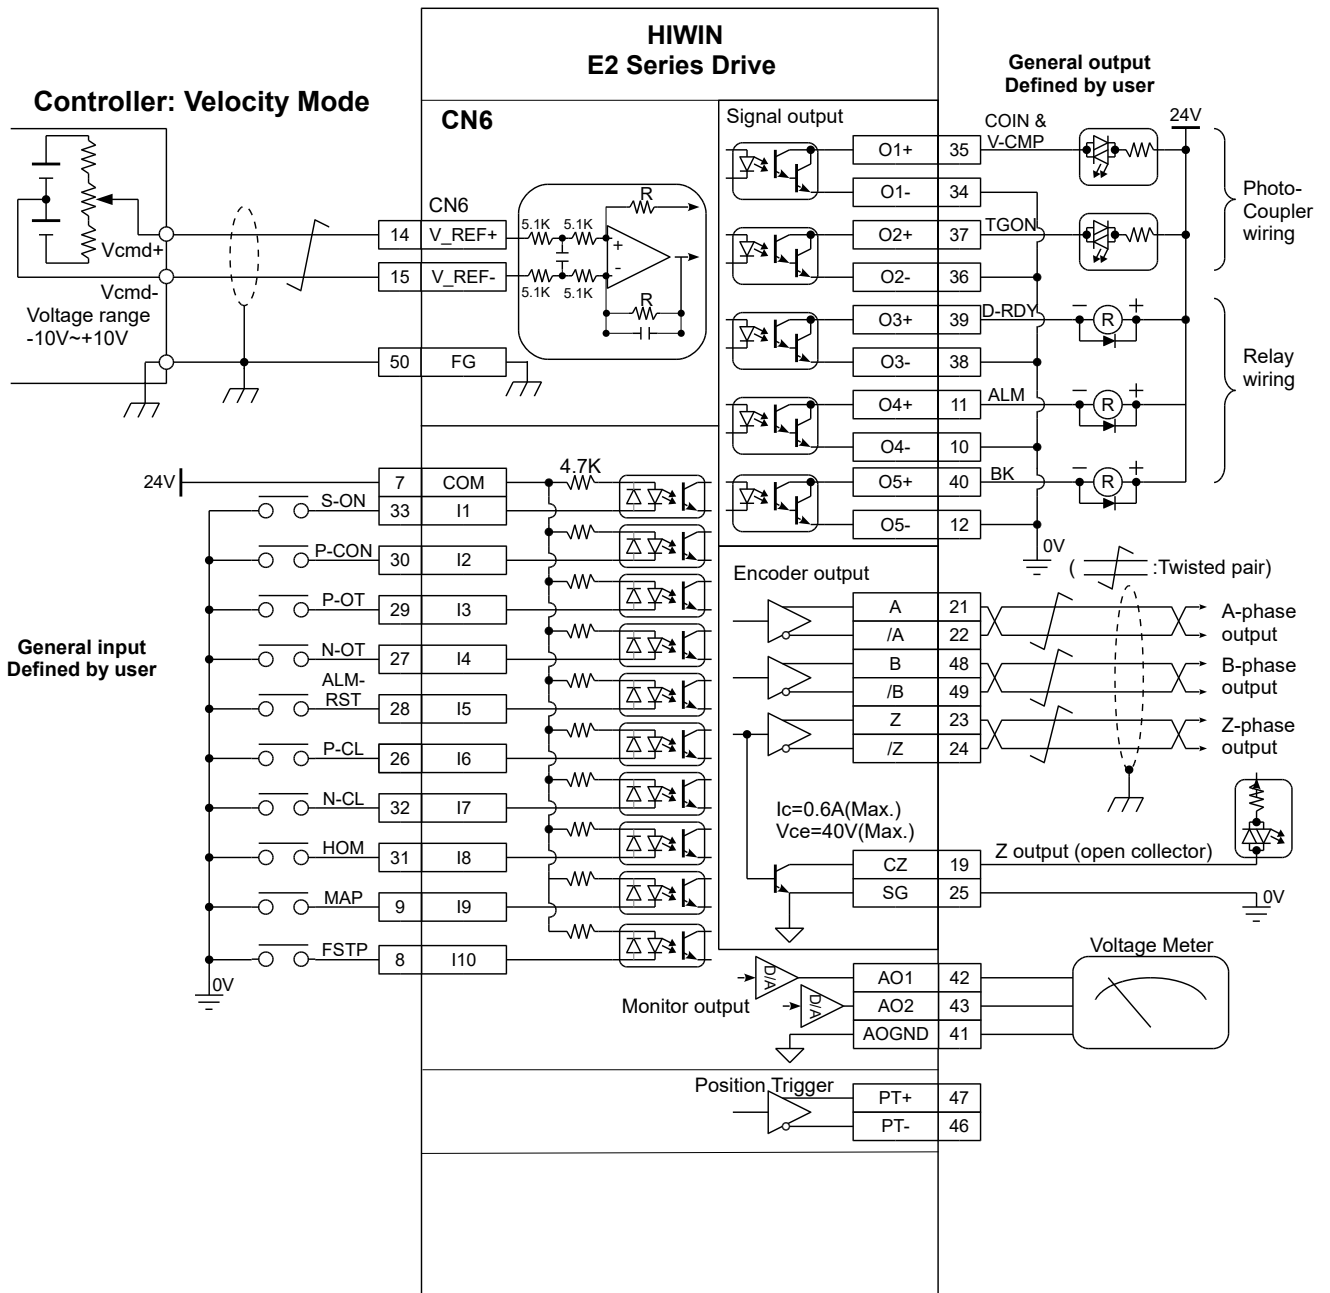 HIWIN
E2 Series Drive
Controller: Velocity Mode
Vcmd+
Vcmd-
Voltage range
-10V~+10V
CN6
CN6
14 V_REF+
15 V_REF-
50 FG
5.1K 5.1K
5.1K 5.1K
R
+
-
R
General input
Defined by user
24V
7 COM
4.7K
S-ON 33 I1
P-CON 30 I2
P-OT 29 I3
N-OT 27 I4
ALM-
RST 28 I5
P-CL 26 I6
N-CL 32 I7
HOM 31 I8
MAP 9 I9
FSTP 8 I10
0V
Signal output
General output
Defined by user
24V
O1+ 35 COIN &
V-CMP
O1- 34
O2+ 37 TGON
O2- 36
Photo-
Coupler
wiring
O3+ 39 D-RDY − R +
O3- 38
O4+ 11 ALM − R +
O4- 10
O5+ 40 BK − R +
O5- 12
Relay
wiring
0V
( :Twisted pair)
Encoder output
A 21
/A 22
A-phase
output
B 48
/B 49
B-phase
output
Z 23
/Z 24
Z-phase
output
Ic=0.6A(Max.)
Vce=40V(Max.)
CZ 19 Z output (open collector)
SG 25
0V
Monitor output
D/A
D/A
AO1 42
AO2 43
AOGND 41
Voltage Meter
Position Trigger
PT+ 47
PT- 46